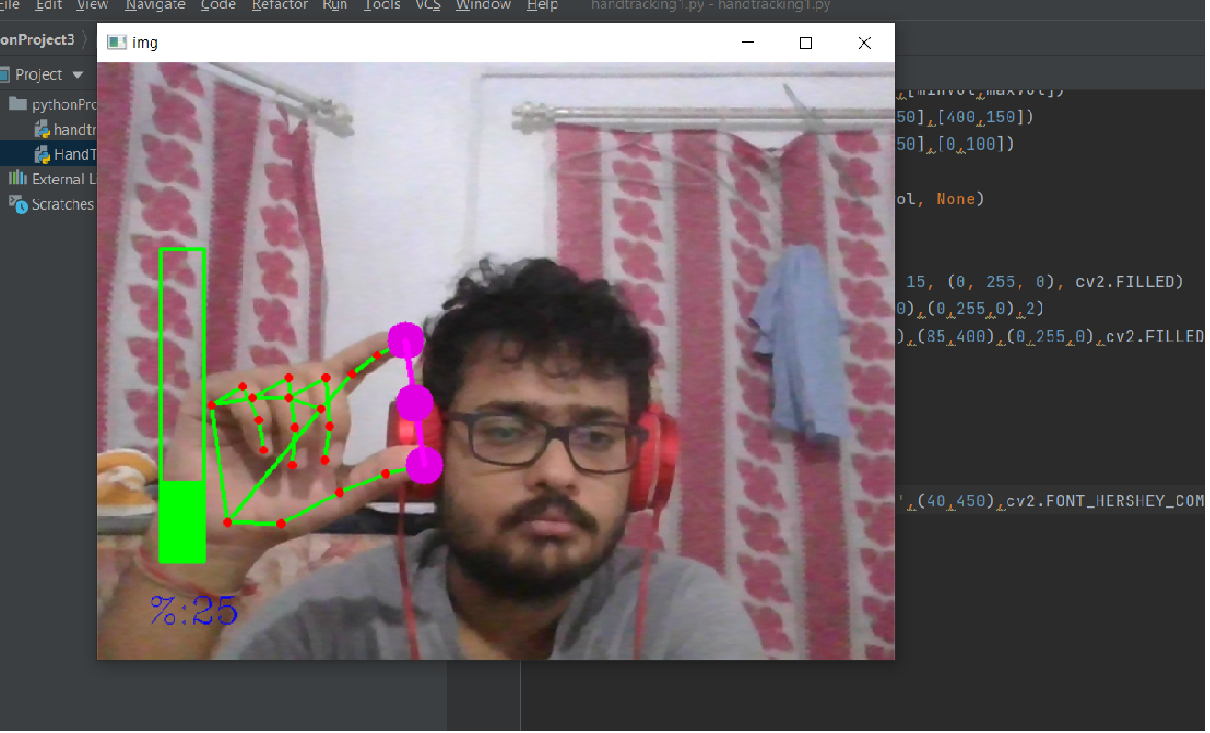 File Edit View Navigate Code Refactor Run Tools VCS Window Help handtracking1.py - handtracking1.py
onProject3
img
Project
pythonPro
handtr
HandT
External Li
Scratches
,[minvol,maxvol])
50],[400,150])
50],[0,100])
ol, None)
15, (0, 255, 0), cv2.FILLED)
0),(0,255,0),2)
),(85,400),(0,255,0),cv2.FILLED
',(40,450),cv2.FONT_HERSHEY_COM
%:25